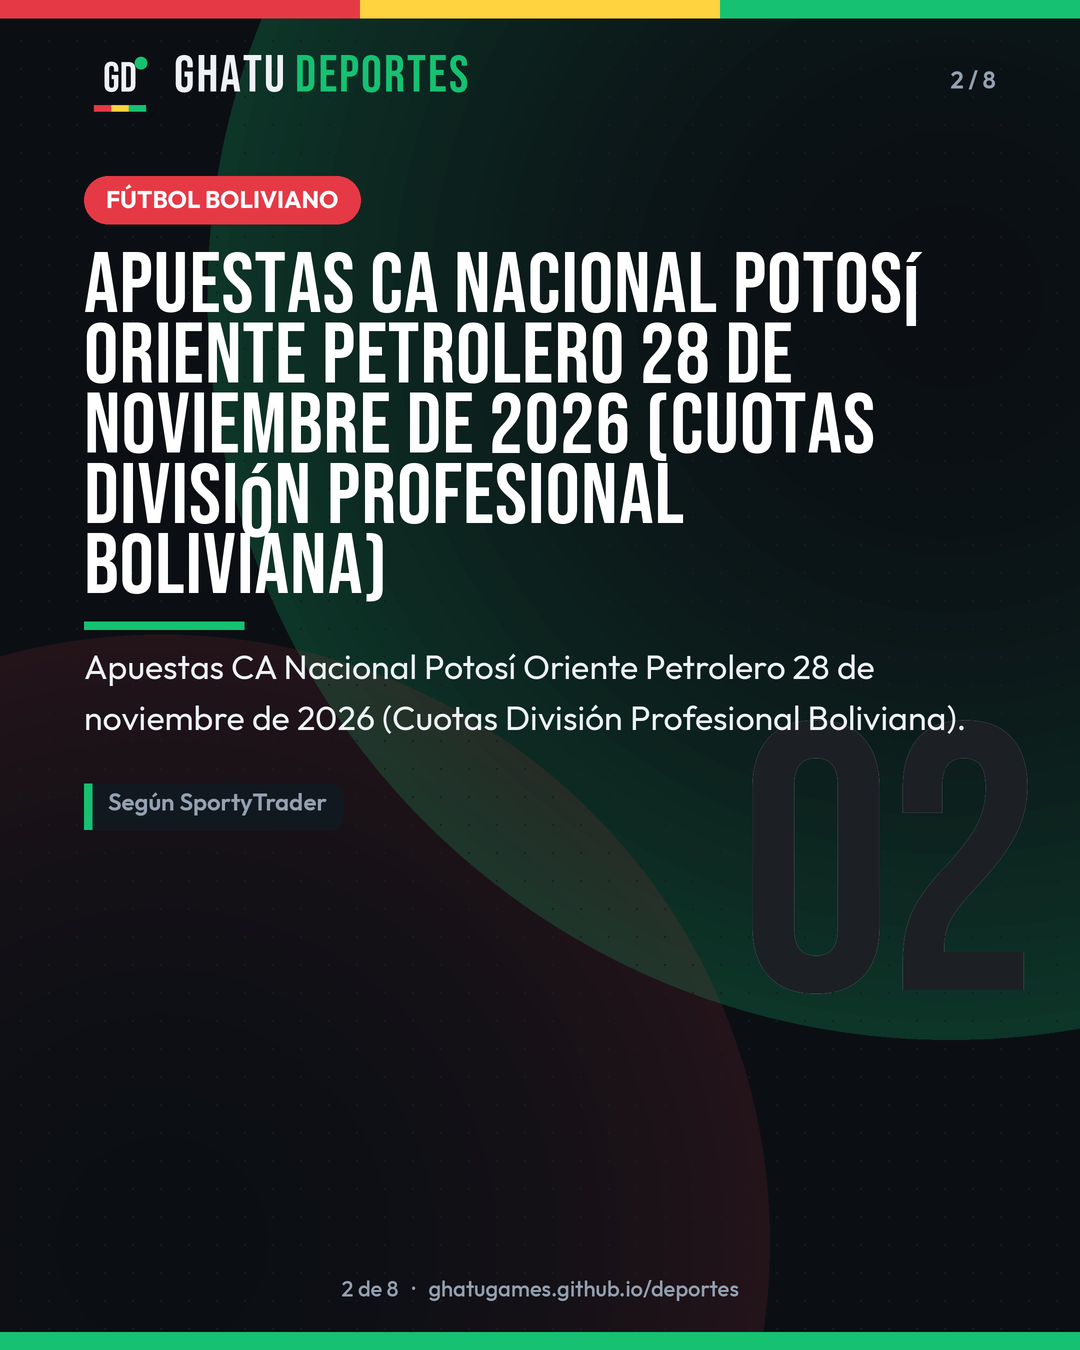 GD GHATU DEPORTES
2 / 8
FÚTBOL BOLIVIANO
APUESTAS CA NACIONAL POTOSí
ORIENTE PETROLERO 28 DE
NOVIEMBRE DE 2026 (CUOTAS
DIVISIóN PROFESIONAL
BOLIVIANA)
Apuestas CA Nacional Potosí Oriente Petrolero 28 de
noviembre de 2026 (Cuotas División Profesional Boliviana).
02
Según SportyTrader
2 de 8 · ghatugames.github.io/deportes